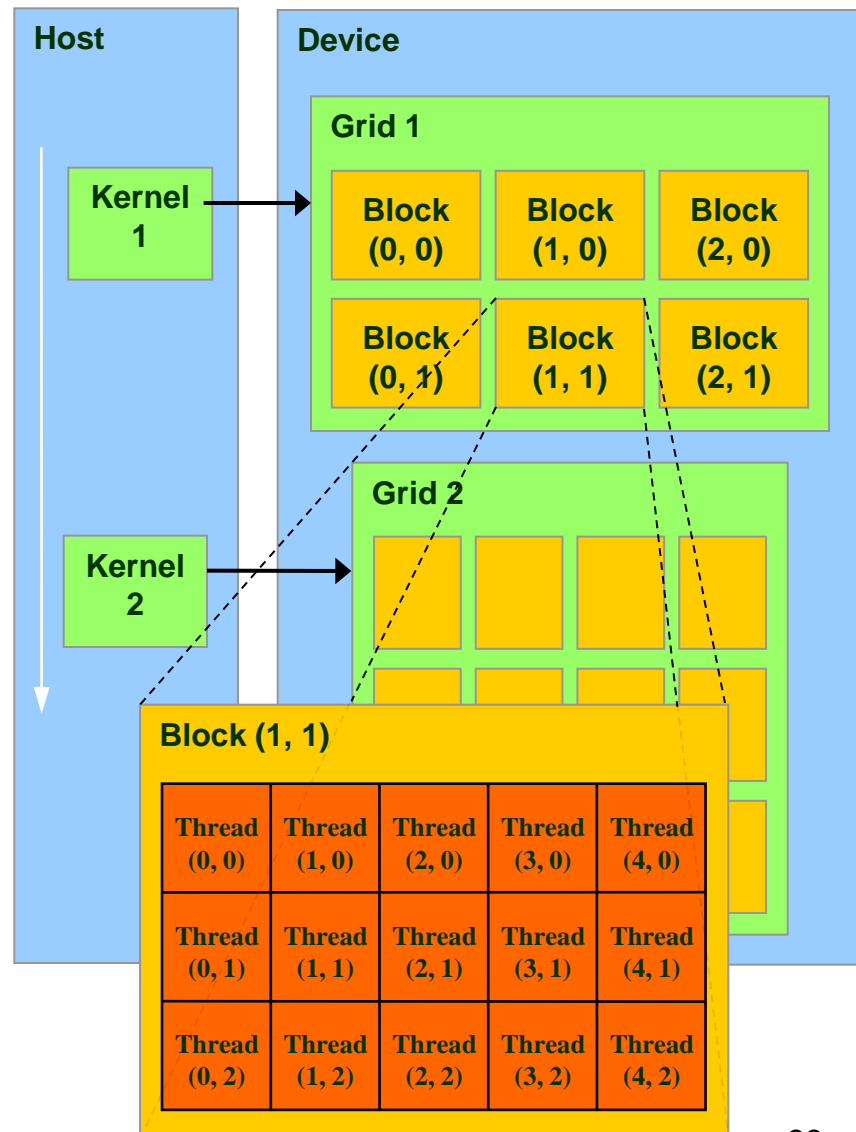 Host
Device
Grid 1
Kernel
1
Block
(0, 0)
Block
(1, 0)
Block
(2, 0)
Block
(0, 1)
Block
(1, 1)
Block
(2, 1)
Grid 2
Kernel
2
Block (1, 1)
Thread
(0, 0)
Thread
(1, 0)
Thread
(2, 0)
Thread
(3, 0)
Thread
(4, 0)
Thread
(0, 1)
Thread
(1, 1)
Thread
(2, 1)
Thread
(3, 1)
Thread
(4, 1)
Thread
(0, 2)
Thread
(1, 2)
Thread
(2, 2)
Thread
(3, 2)
Thread
(4, 2)